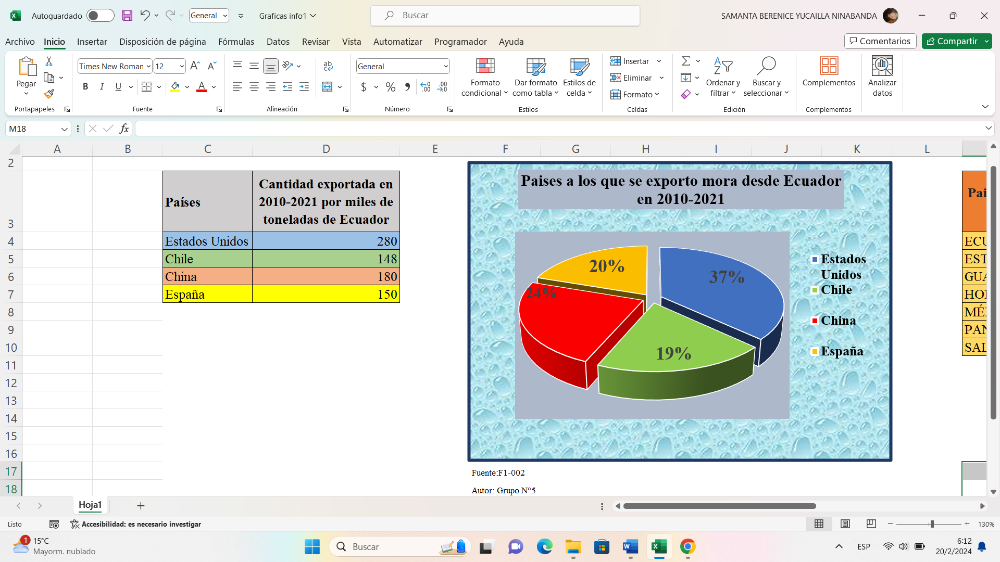 Autoguardado
General
Graficas info1
Buscar
SAMANTA BERENICE YUCAILLA NINABANDA
Archivo Inicio Insertar Disposición de página Fórmulas Datos Revisar Vista Automatizar Programador Ayuda
Comentarios
Compartir
Pegar
Portapapeles
Times New Roman
12
N K S
Fuente
Alineación
General
Número
Formato
condicional
Dar formato
como tabla
Estilos de
celda
Estilos
Insertar
Eliminar
Formato
Celdas
Ordenar y
filtrar
Buscar y
seleccionar
Edición
Complementos
Complementos
Analizar
datos
M18
fx
A B C D E F G H I J K L
2
3
4
5
6
7
8
9
10
11
12
13
14
15
16
17
18
Países
Cantidad exportada en
2010-2021 por miles de
toneladas de Ecuador
Estados Unidos 280
Chile 148
China 180
España 150
Paises a los que se exporto mora desde Ecuador
en 2010-2021
20%
37%
24%
19%
Estados
Unidos
Chile
China
España
Fuente:F1-002
Autor: Grupo N°5
Pai
ECU
EST
GUA
HON
MÉX
PAN
SAL
Hoja1
Listo
Accesibilidad: es necesario investigar
130%
1
15°C
Mayorm. nublado
Buscar
ESP
6:12
20/2/2024